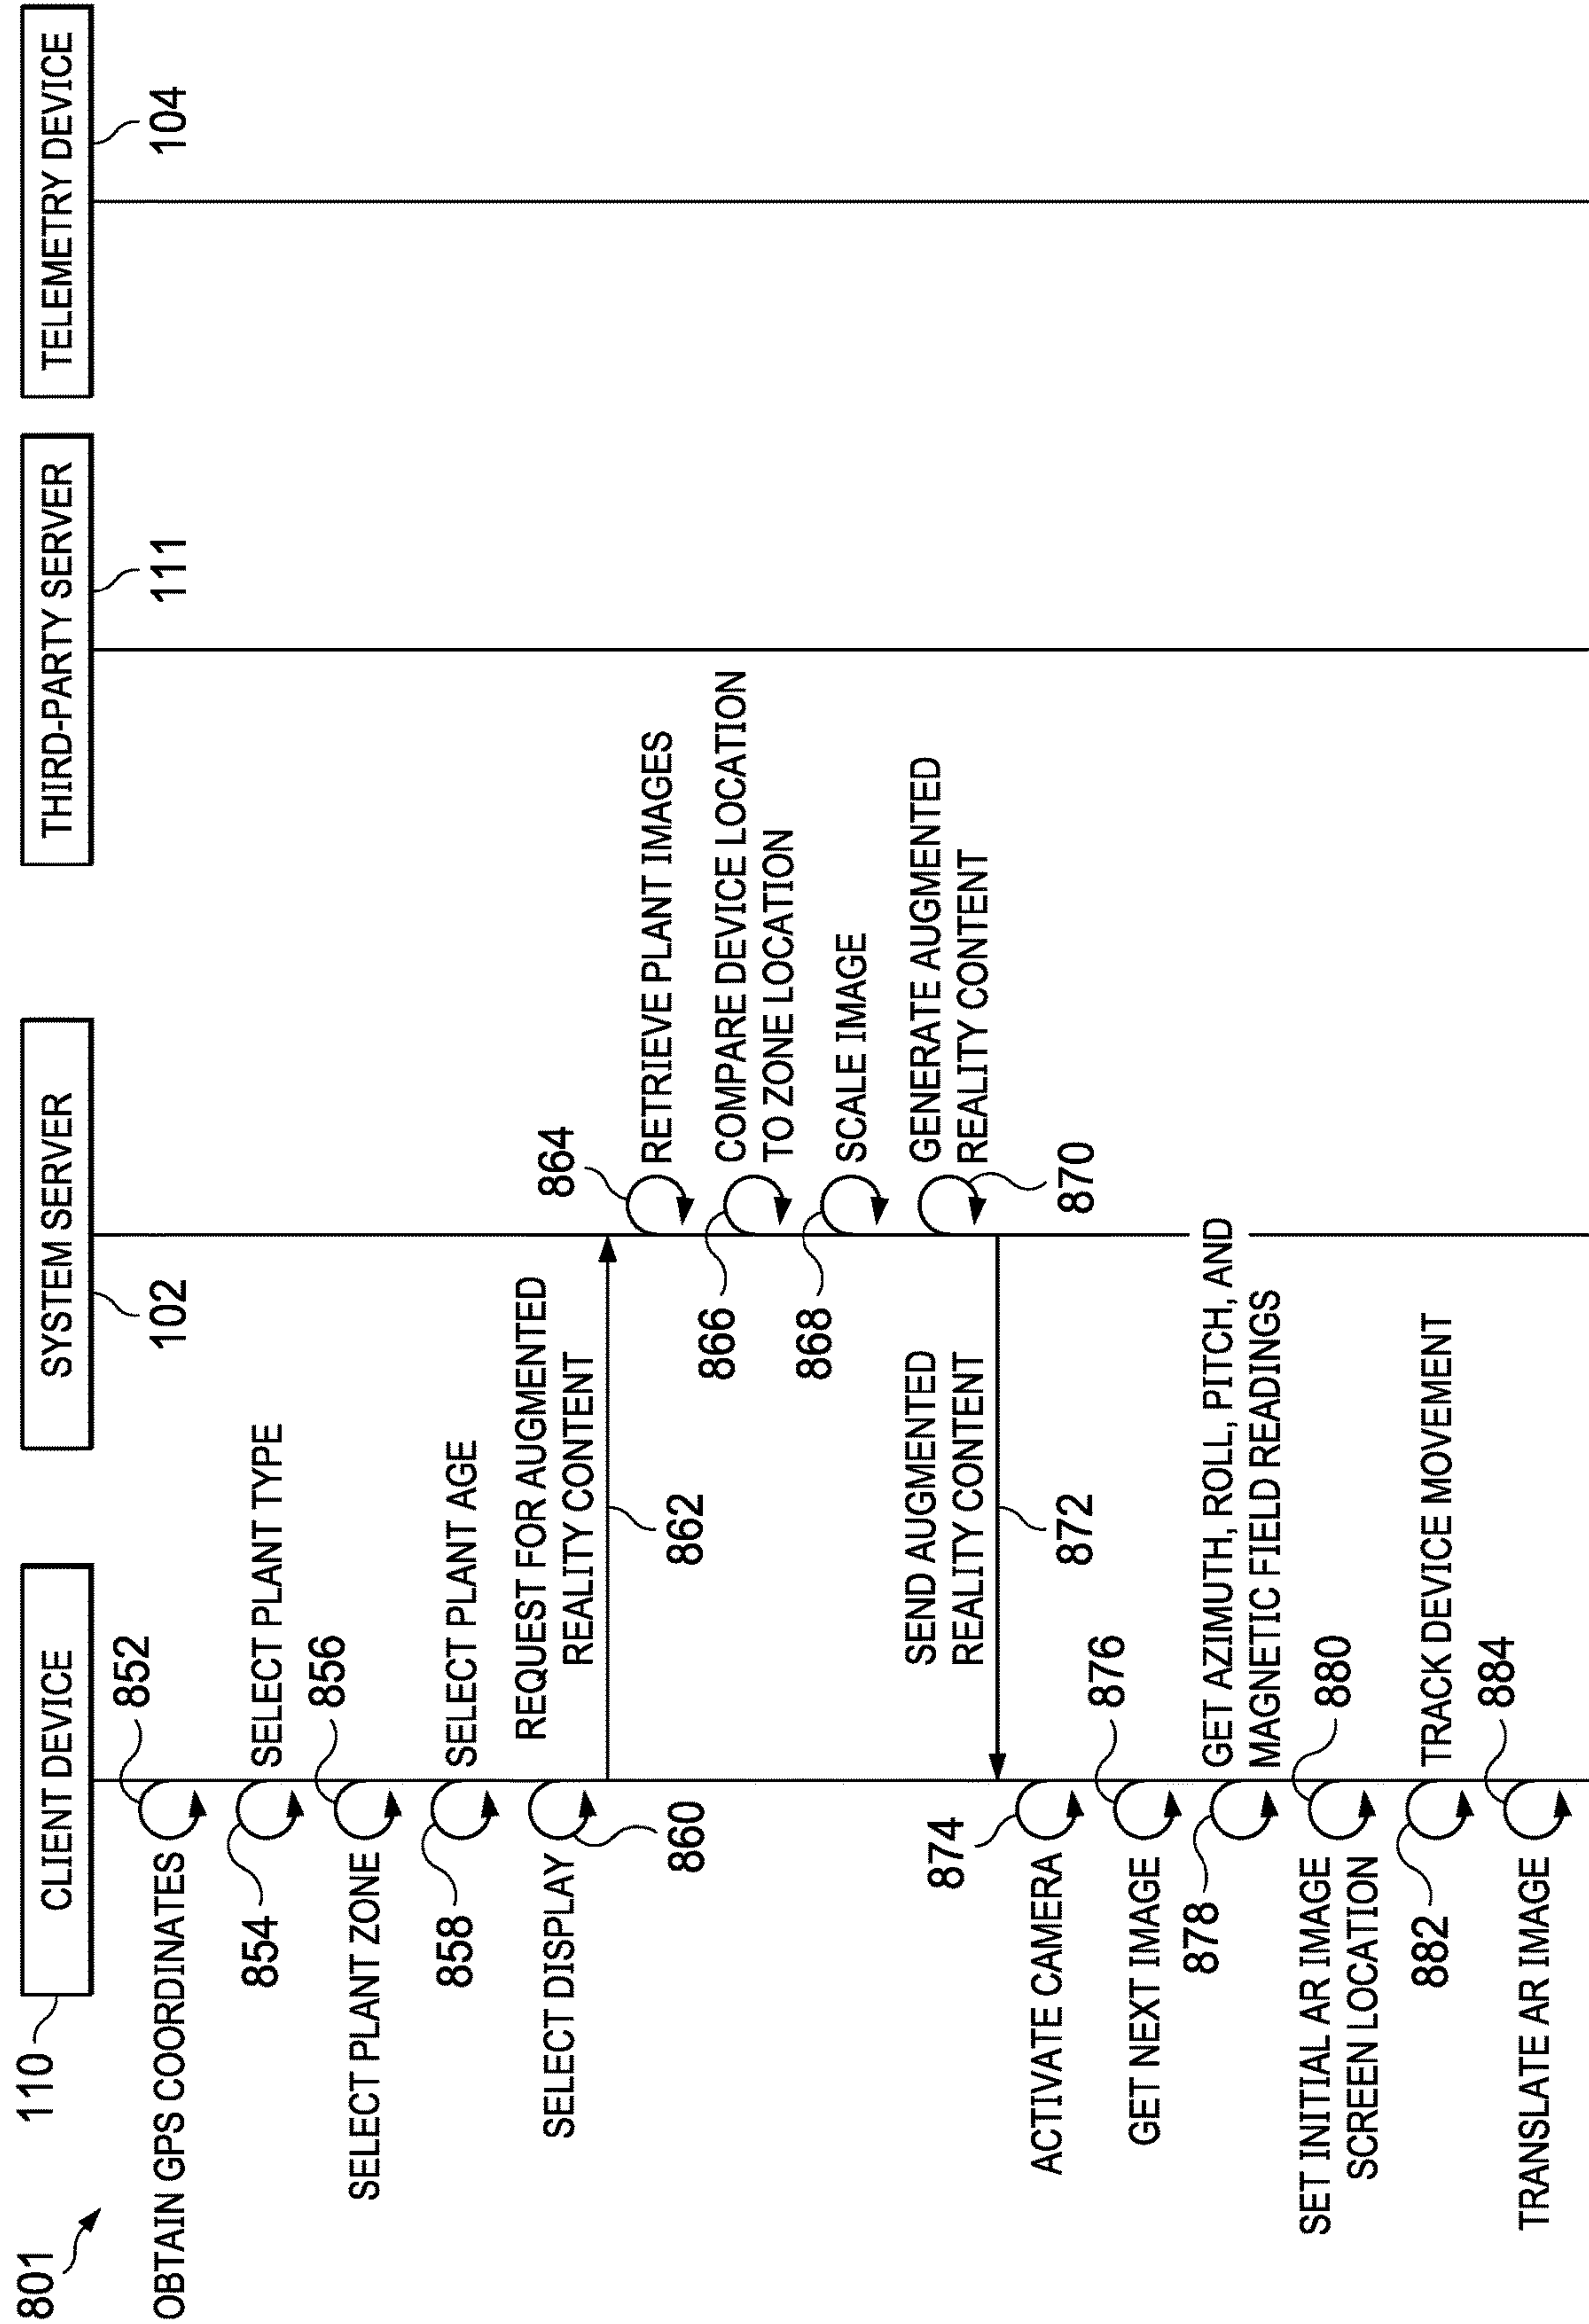 801
110
CLIENT DEVICE
SYSTEM SERVER
102
THIRD-PARTY SERVER
111
TELEMETRY DEVICE
104
OBTAIN GPS COORDINATES
852
854
SELECT PLANT TYPE
SELECT PLANT ZONE
856
858
SELECT PLANT AGE
SELECT DISPLAY
860
REQUEST FOR AUGMENTED
REALITY CONTENT
862
864
RETRIEVE PLANT IMAGES
866
COMPARE DEVICE LOCATION
TO ZONE LOCATION
868
SCALE IMAGE
GENERATE AUGMENTED
REALITY CONTENT
870
SEND AUGMENTED
REALITY CONTENT
872
874
ACTIVATE CAMERA
876
GET NEXT IMAGE
878
GET AZIMUTH, ROLL, PITCH, AND
MAGNETIC FIELD READINGS
880
SET INITIAL AR IMAGE
SCREEN LOCATION
882
TRACK DEVICE MOVEMENT
884
TRANSLATE AR IMAGE